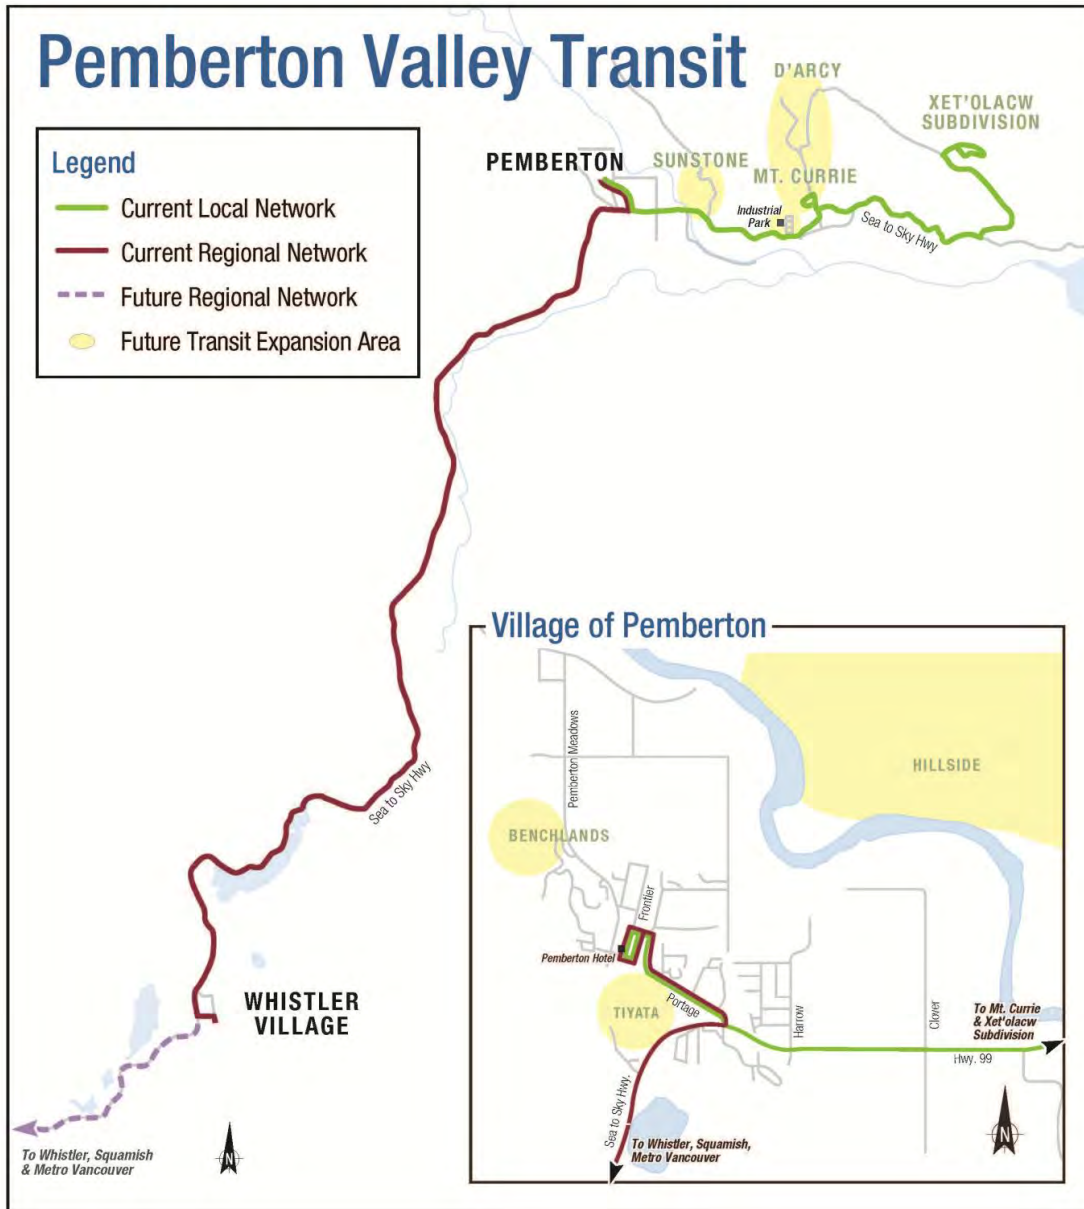 Pemberton Valley Transit
Legend
Current Local Network
Current Regional Network
Future Regional Network
Future Transit Expansion Area
D'ARCY
XET'OLACW
SUBDIVISION
PEMBERTON
SUNSTONE
MT. CURRIE
Industrial
Park
Sea to Sky Hwy
Sea to Sky Hwy
WHISTLER
VILLAGE
To Whistler, Squamish
& Metro Vancouver
N
Village of Pemberton
Pemberton Meadows
HILLSIDE
BENCHLANDS
Frontier
Pemberton Hotel
TIYATA
Portage
Harrow
Clover
To Mt. Currie
& Xet'olacw
Subdivision
Hwy. 99
Sea to Sky Hwy.
To Whistler, Squamish,
Metro Vancouver
N